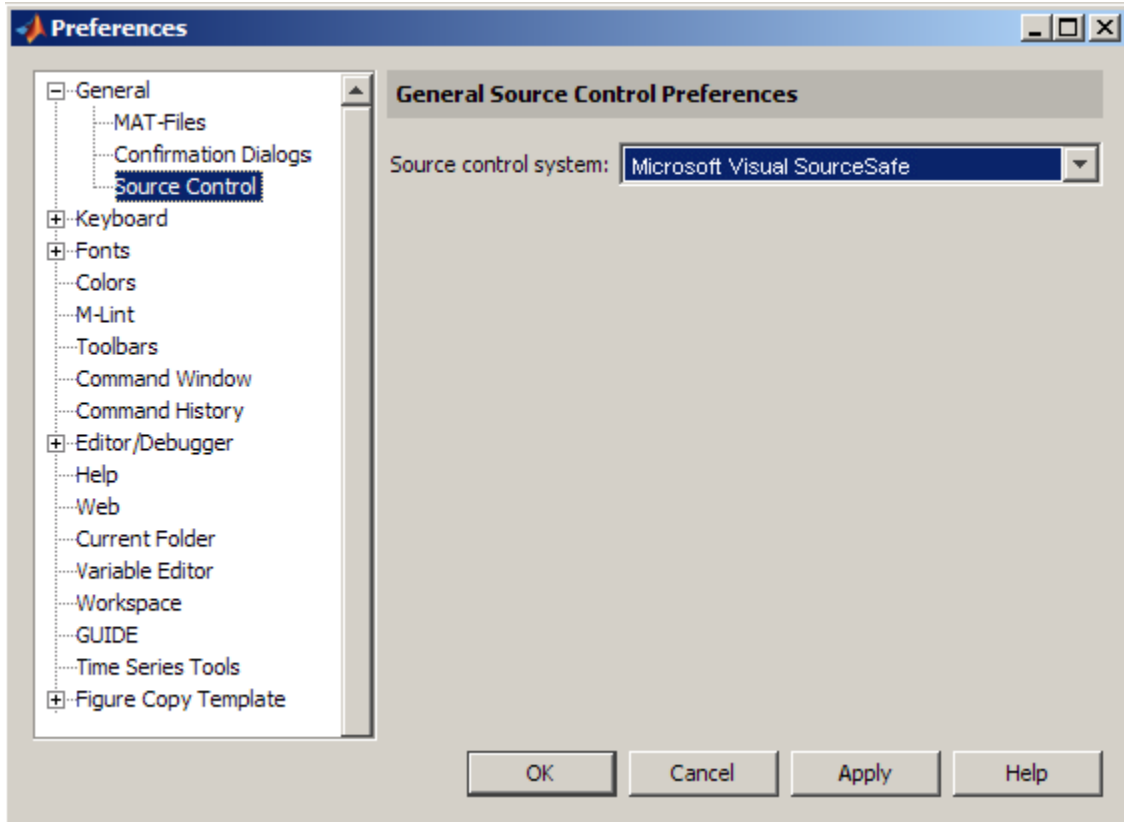 Preferences
General
MAT-Files
Confirmation Dialogs
Source Control
Keyboard
Fonts
Colors
M-Lint
Toolbars
Command Window
Command History
Editor/Debugger
Help
Web
Current Folder
Variable Editor
Workspace
GUIDE
Time Series Tools
Figure Copy Template
General Source Control Preferences
Source control system: Microsoft Visual SourceSafe
OK Cancel Apply Help